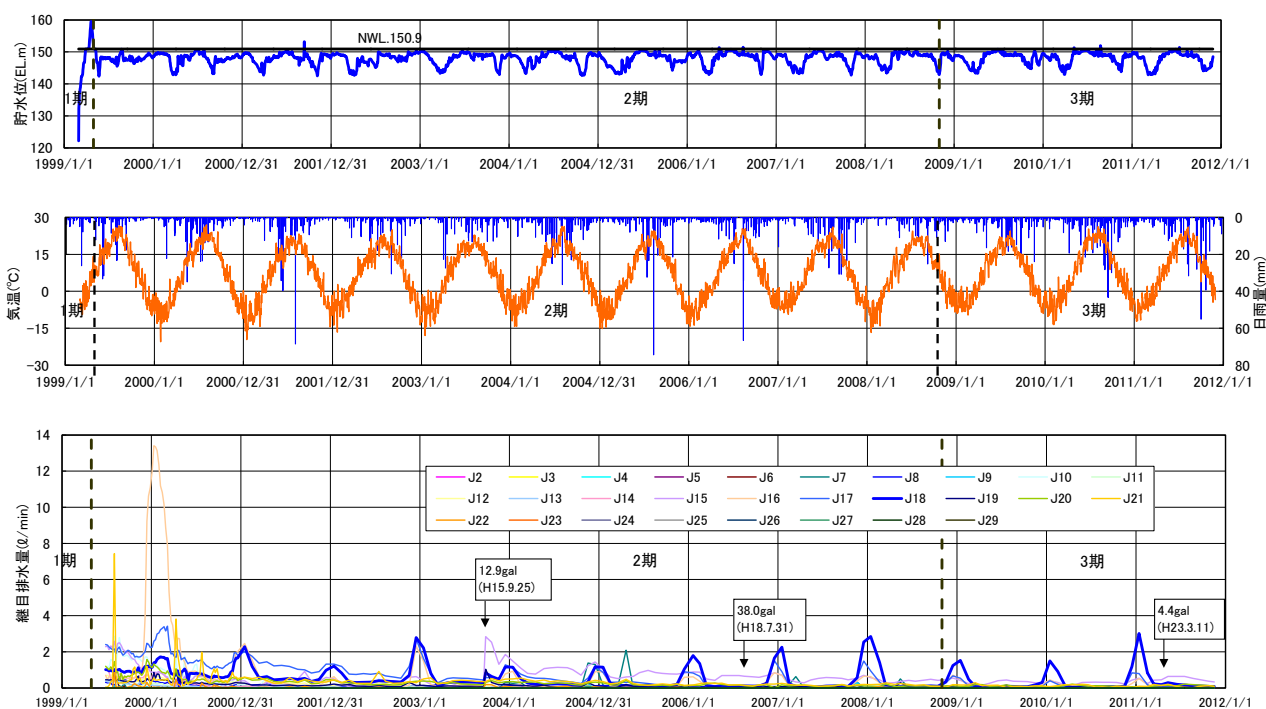 貯水位(EL.m)
160
150
140
130
120
NWL.150.9
1期
2期
3期
1999/1/1
2000/1/1
2000/12/31
2001/12/31
2003/1/1
2004/1/1
2004/12/31
2006/1/1
2007/1/1
2008/1/1
2009/1/1
2010/1/1
2011/1/1
2012/1/1
気温(℃)
30
15
0
-15
-30
日雨量(mm)
0
20
40
60
80
1期
2期
3期
1999/1/1
2000/1/1
2000/12/31
2001/12/31
2003/1/1
2004/1/1
2004/12/31
2006/1/1
2007/1/1
2008/1/1
2009/1/1
2010/1/1
2011/1/1
2012/1/1
継目排水量(ℓ/min)
14
12
10
8
6
4
2
0
J2 J3 J4 J5 J6 J7 J8 J9 J10 J11
J12 J13 J14 J15 J16 J17 J18 J19 J20 J21
J22 J23 J24 J25 J26 J27 J28 J29
1期
2期
3期
12.9gal
(H15.9.25)
38.0gal
(H18.7.31)
4.4gal
(H23.3.11)
1999/1/1
2000/1/1
2000/12/31
2001/12/31
2003/1/1
2004/1/1
2004/12/31
2006/1/1
2007/1/1
2008/1/1
2009/1/1
2010/1/1
2011/1/1
2012/1/1